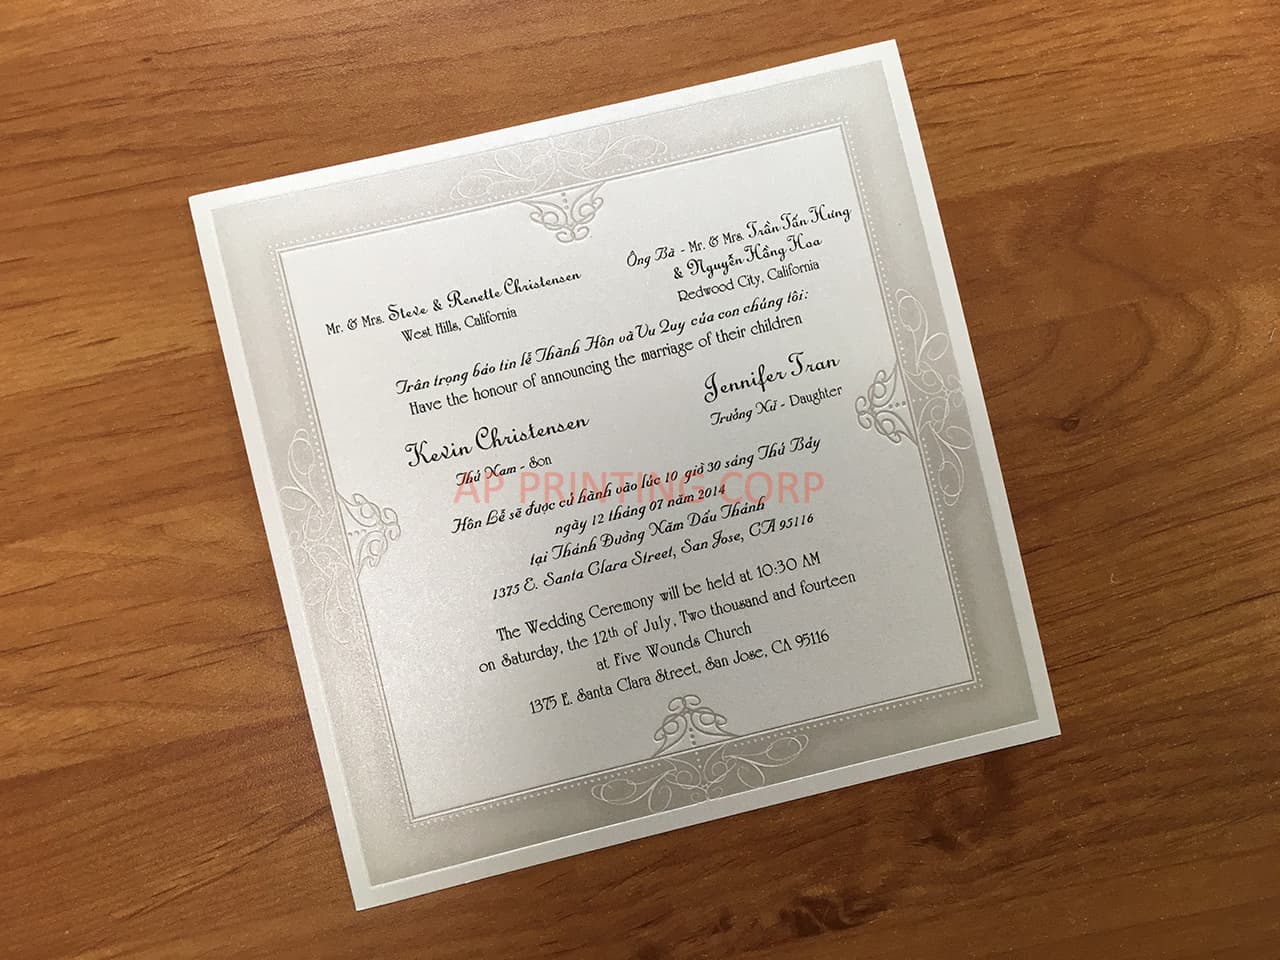 Mr. & Mrs. Steve & Renette Christensen
West Hills, California
Ông Bà - Mr. & Mrs. Trần Tấn Hưng
& Nguyễn Hồng Hoa
Redwood City, California
Trân trọng báo tin lễ Thành Hôn và Vu Quy của con chúng tôi:
Have the honour of announcing the marriage of their children
Kevin Christensen
Thứ Nam - Son
Jennifer Tran
Trưởng Nữ - Daughter
Hôn Lễ sẽ được cử hành vào lúc 10 giờ 30 sáng Thứ Bảy
ngày 12 tháng 07 năm 2014
tại Thánh Đường Năm Dấu Thánh
1375 E. Santa Clara Street, San Jose, CA 95116
The Wedding Ceremony will be held at 10:30 AM
on Saturday, the 12th of July, Two thousand and fourteen
at Five Wounds Church
1375 E. Santa Clara Street, San Jose, CA 95116
AP PRINTING CORP